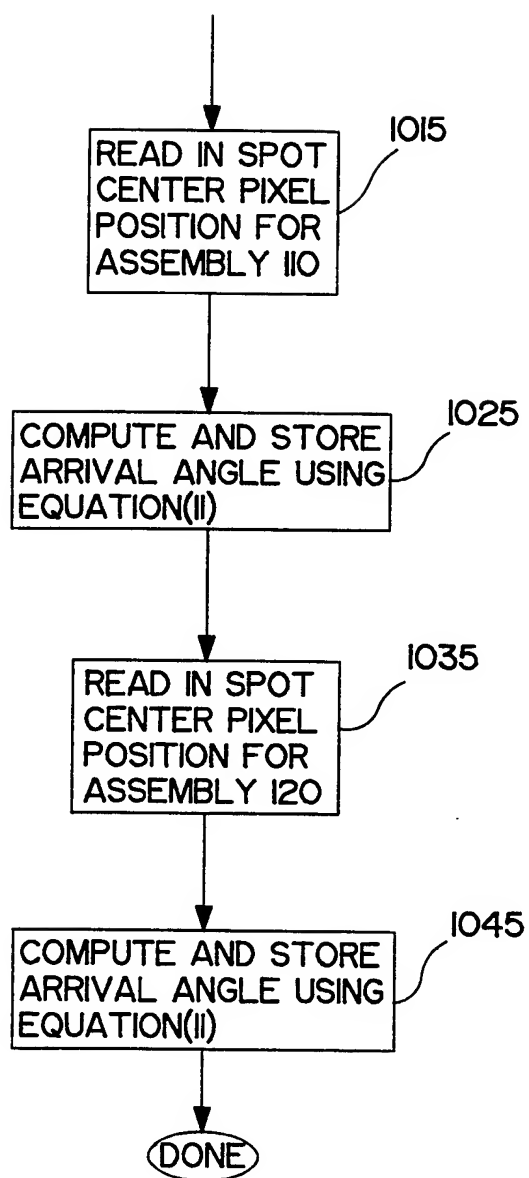 1015
READ IN SPOT
CENTER PIXEL
POSITION FOR
ASSEMBLY 110
1025
COMPUTE AND STORE
ARRIVAL ANGLE USING
EQUATION(11)
1035
READ IN SPOT
CENTER PIXEL
POSITION FOR
ASSEMBLY 120
1045
COMPUTE AND STORE
ARRIVAL ANGLE USING
EQUATION(11)
DONE